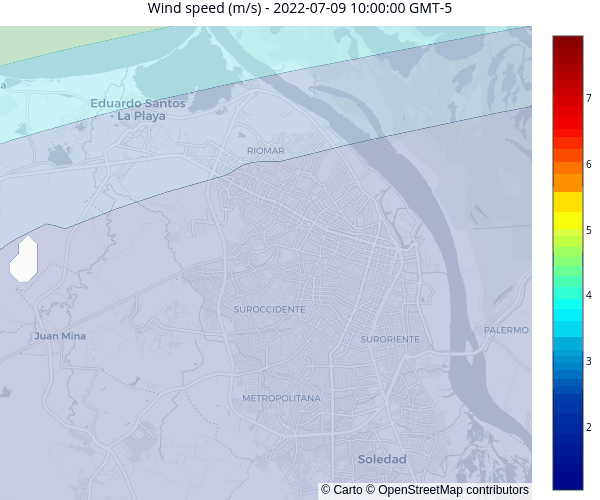 Wind speed (m/s) - 2022-07-09 10:00:00 GMT-5
a
Eduardo Santos
- La Playa
RIOMAR
SUROCCIDENTE
Juan Mina
SURORIENTE
PALERMO
METROPOLITANA
Soledad
© Carto © OpenStreetMap contributors
7
6
5
4
3
2